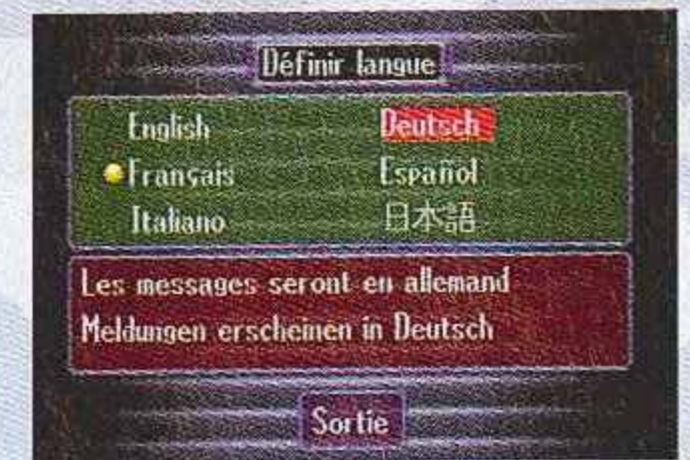 Définir langue
English Deutsch
Français Español
Italiano 日本語
Les messages seront en allemand
Meldungen erscheinen in Deutsch
Sortie